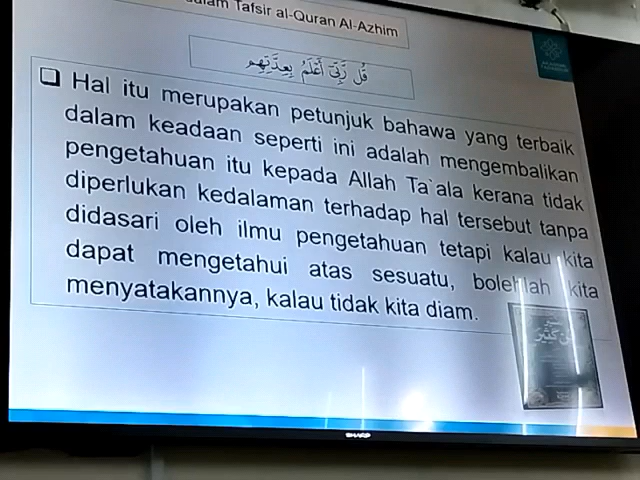 dalam Tafsir al-Quran Al-Azhim
قُل رَّبِّىٓ أَعْلَمُ بِعِدَّتِهِم
Hal itu merupakan petunjuk bahawa yang terbaik
dalam keadaan seperti ini adalah mengembalikan
pengetahuan itu kepada Allah Ta`ala kerana tidak
diperlukan kedalaman terhadap hal tersebut tanpa
didasari oleh ilmu pengetahuan tetapi kalau kita
dapat mengetahui atas sesuatu, bolehlah kita
menyatakannya, kalau tidak kita diam.
SHARP